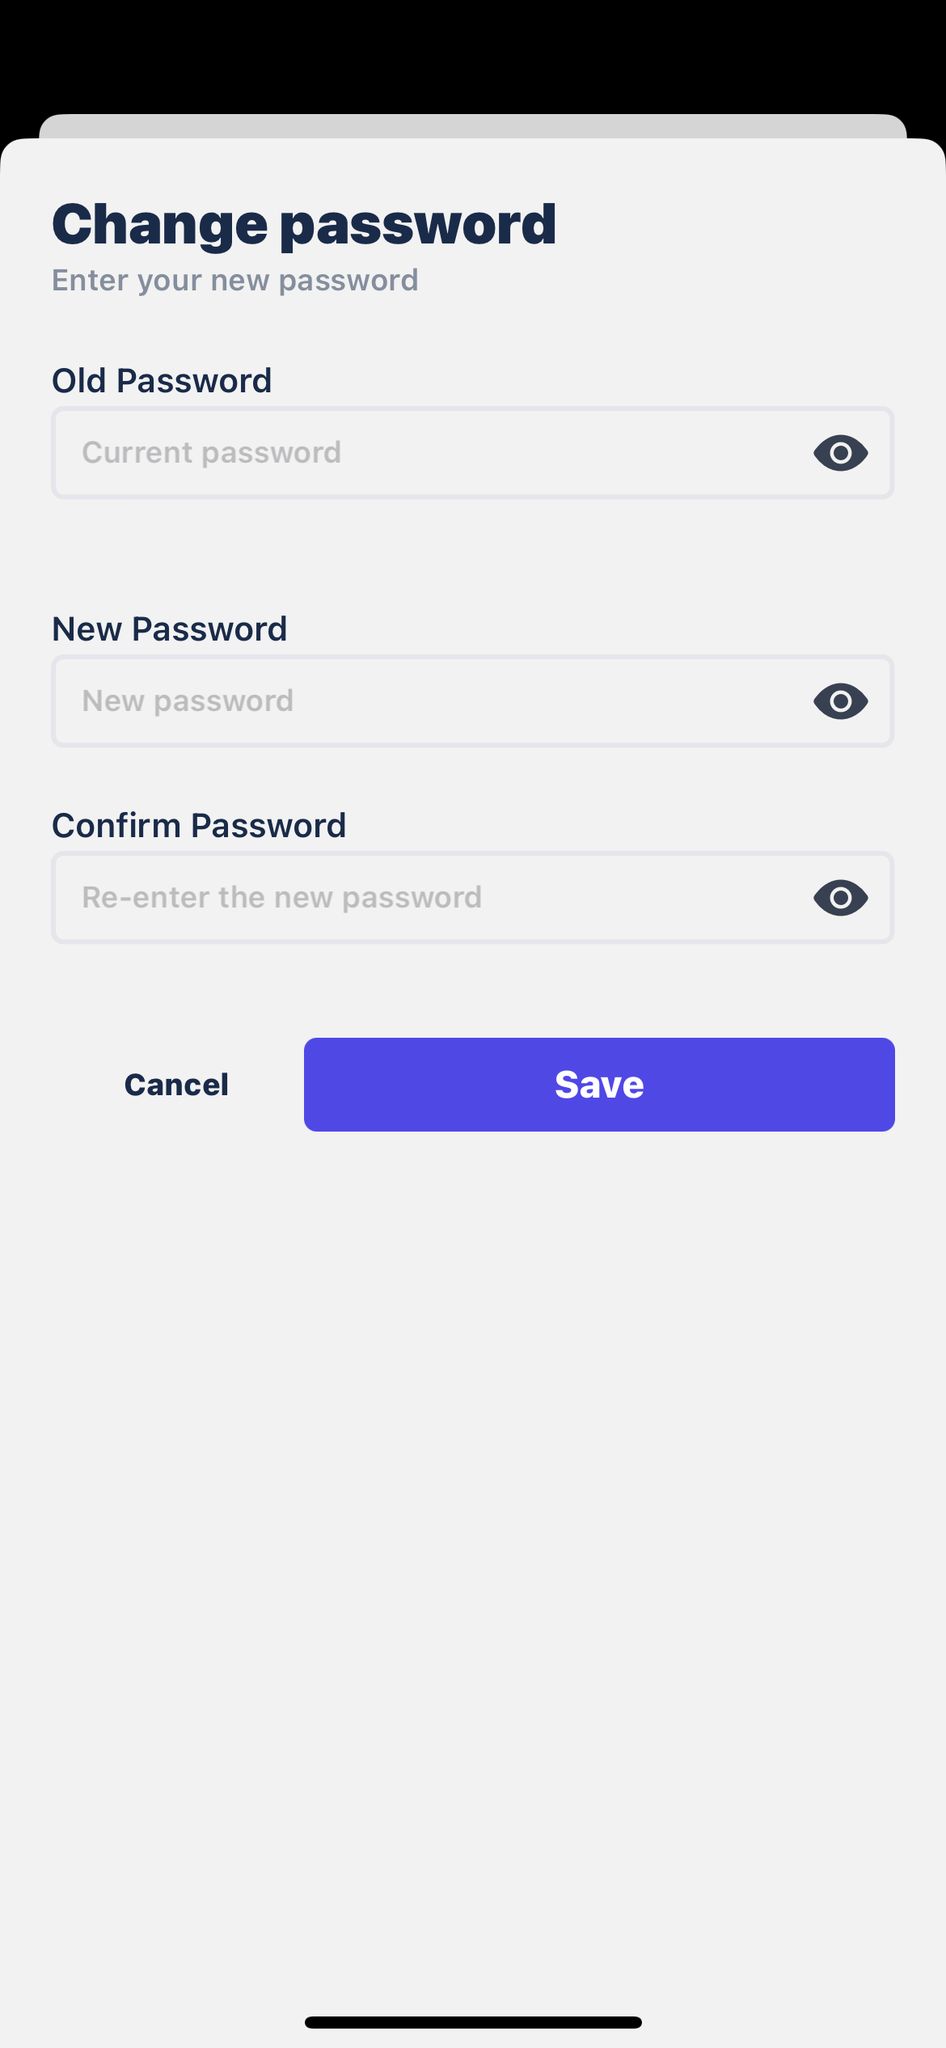 Change password
Enter your new password
Old Password
Current password
New Password
New password
Confirm Password
Re-enter the new password
Cancel
Save